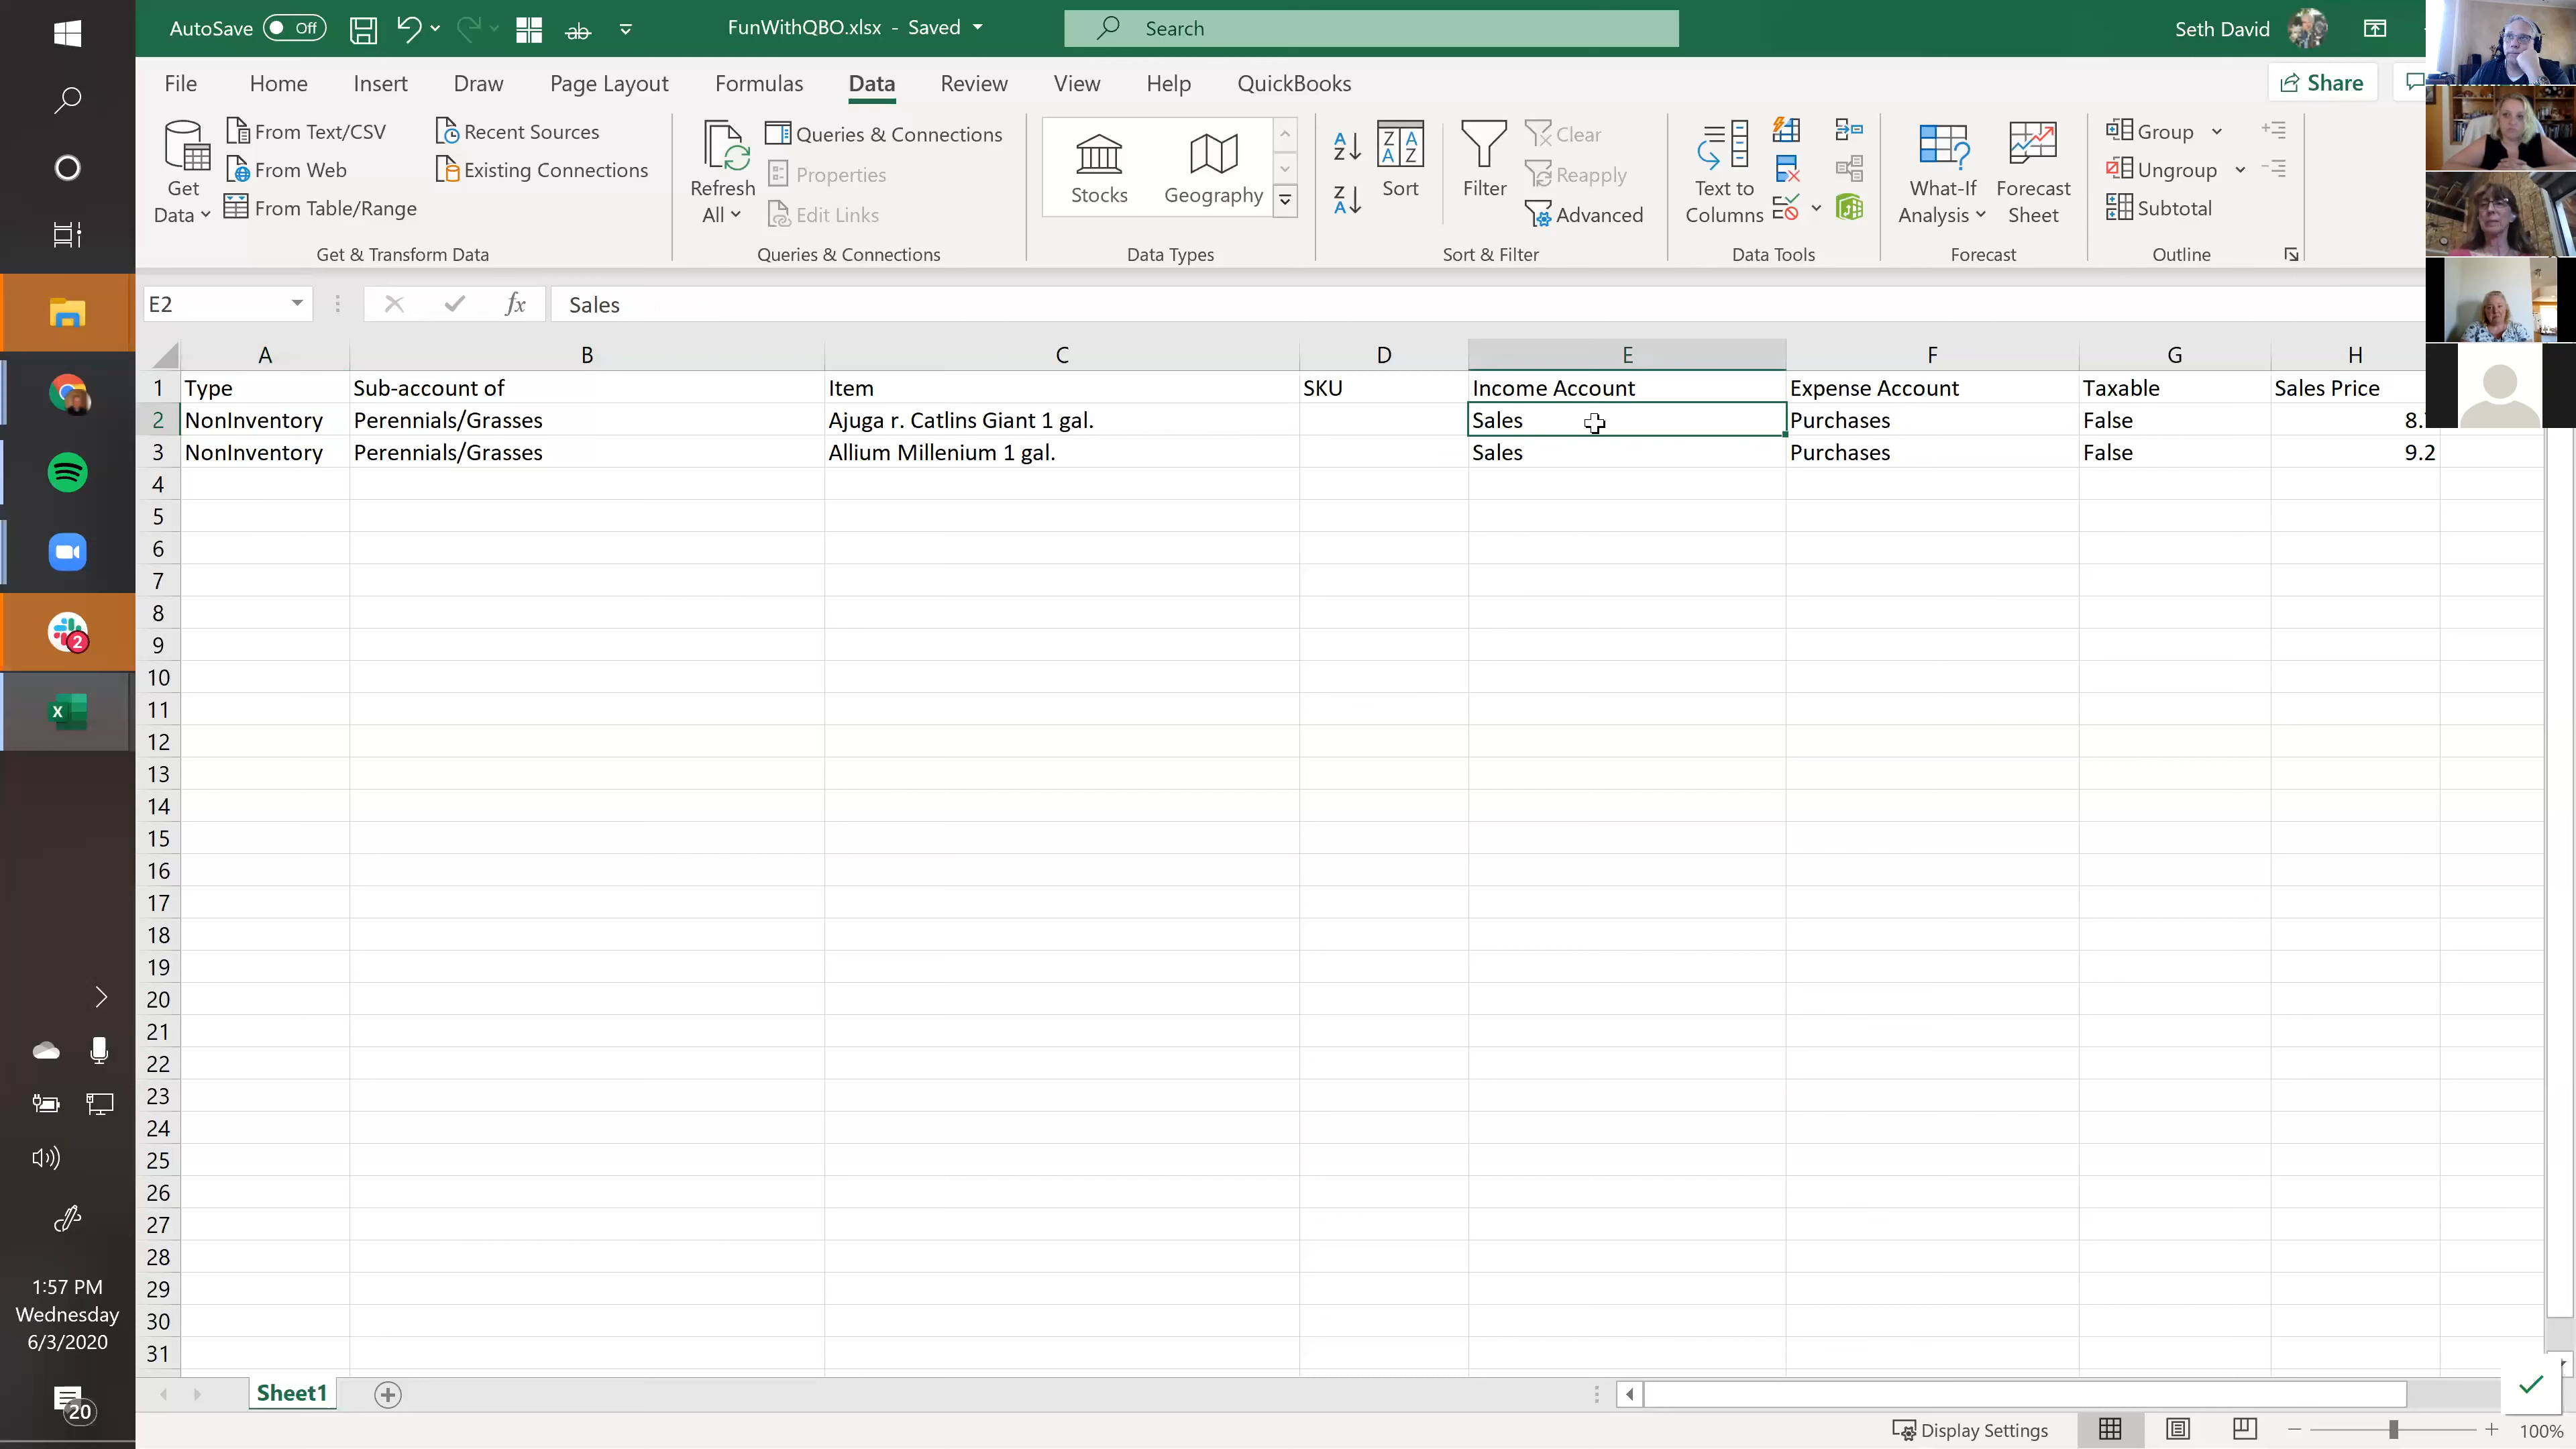 AutoSave Off ab FunWithQBO.xlsx - Saved Search Seth David
File Home Insert Draw Page Layout Formulas Data Review View Help QuickBooks Share
Get Data
From Text/CSV
From Web
From Table/Range
Recent Sources
Existing Connections
Get & Transform Data
Refresh All
Queries & Connections
Properties
Edit Links
Queries & Connections
Stocks Geography
Data Types
Sort
Filter
Clear
Reapply
Advanced
Sort & Filter
Text to Columns
Data Tools
What-If Analysis
Forecast Sheet
Forecast
Group
Ungroup
Subtotal
Outline
E2 fx Sales
A B C D E F G H
1 Type Sub-account of Item SKU Income Account Expense Account Taxable Sales Price
2 NonInventory Perennials/Grasses Ajuga r. Catlins Giant 1 gal. Sales Purchases False
3 NonInventory Perennials/Grasses Allium Millenium 1 gal. Sales Purchases False 9.2
4
5
6
7
8
9
10
11
12
13
14
15
16
17
18
19
20
21
22
23
24
25
26
27
28
29
30
31
Sheet1
Display Settings 100%
2
1:57 PM
Wednesday
6/3/2020
20